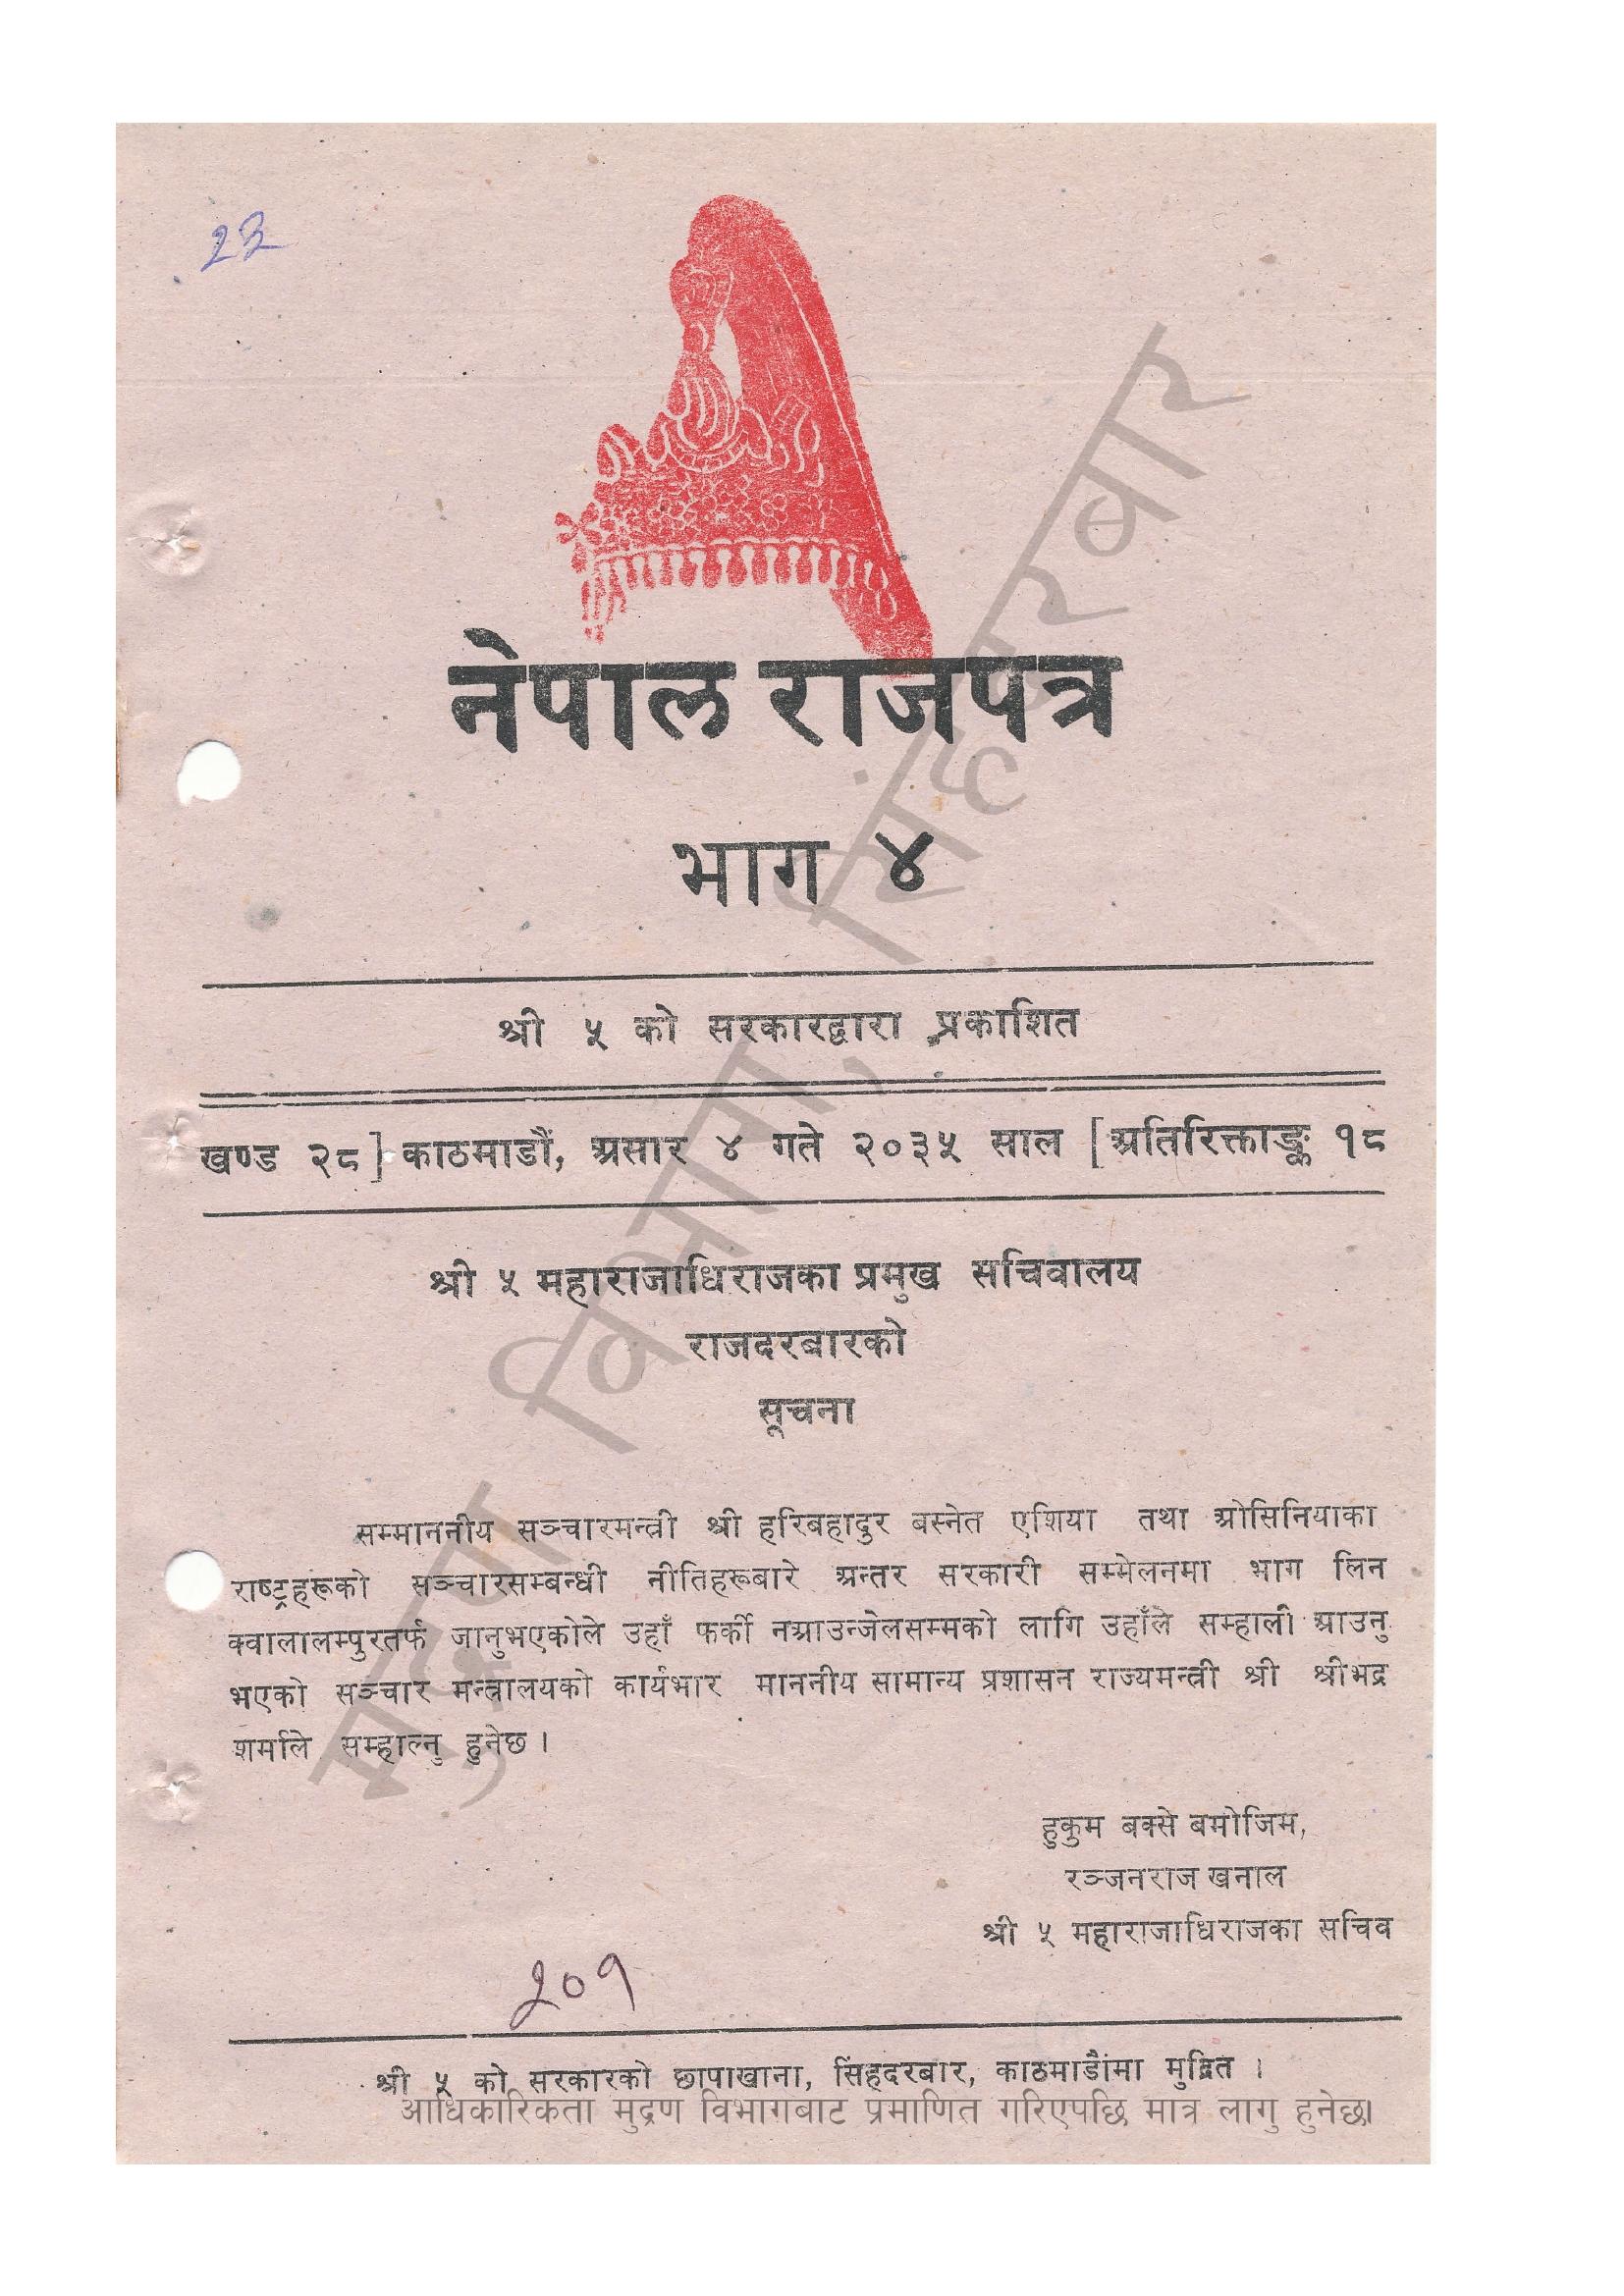 23
नेपाल राजपत्र
भाग ४
श्री ५ को सरकारद्वारा प्रकाशित
खण्ड २८] काठमाडौं, असार ४ गते २०३५ साल [अतिरिक्ताङ्क १८
श्री ५ महाराजाधिराजका प्रमुख सचिवालय
राजदरबारको
सूचना
सम्माननीय सञ्चारमन्त्री श्री हरिबहादुर बस्नेत एशिया तथा ओसिनियाका
राष्ट्रहरूको सञ्चारसम्बन्धी नीतिहरूबारे अन्तर सरकारी सम्मेलनमा भाग लिन
क्वालालम्पुरतर्फ जानुभएकोले उहाँ फर्की नआउन्जेलसम्मको लागि उहाँले सम्हाली आउनु
भएको सञ्चार मन्त्रालयको कार्यभार माननीय सामान्य प्रशासन राज्यमन्त्री श्री श्रीभद्र
शर्माले सम्हाल्नु हुनेछ ।
हुकुम बक्से बमोजिम,
रञ्जनराज खनाल
श्री ५ महाराजाधिराजका सचिव
२०१
श्री ५ को सरकारको छापाखाना, सिंहदरबार, काठमाडौंमा मुद्रित ।
आधिकारिकता मुद्रण विभागबाट प्रमाणित गरिएपछि मात्र लागु हुनेछ।
मुद्रण विभाग, सिंहदरबार